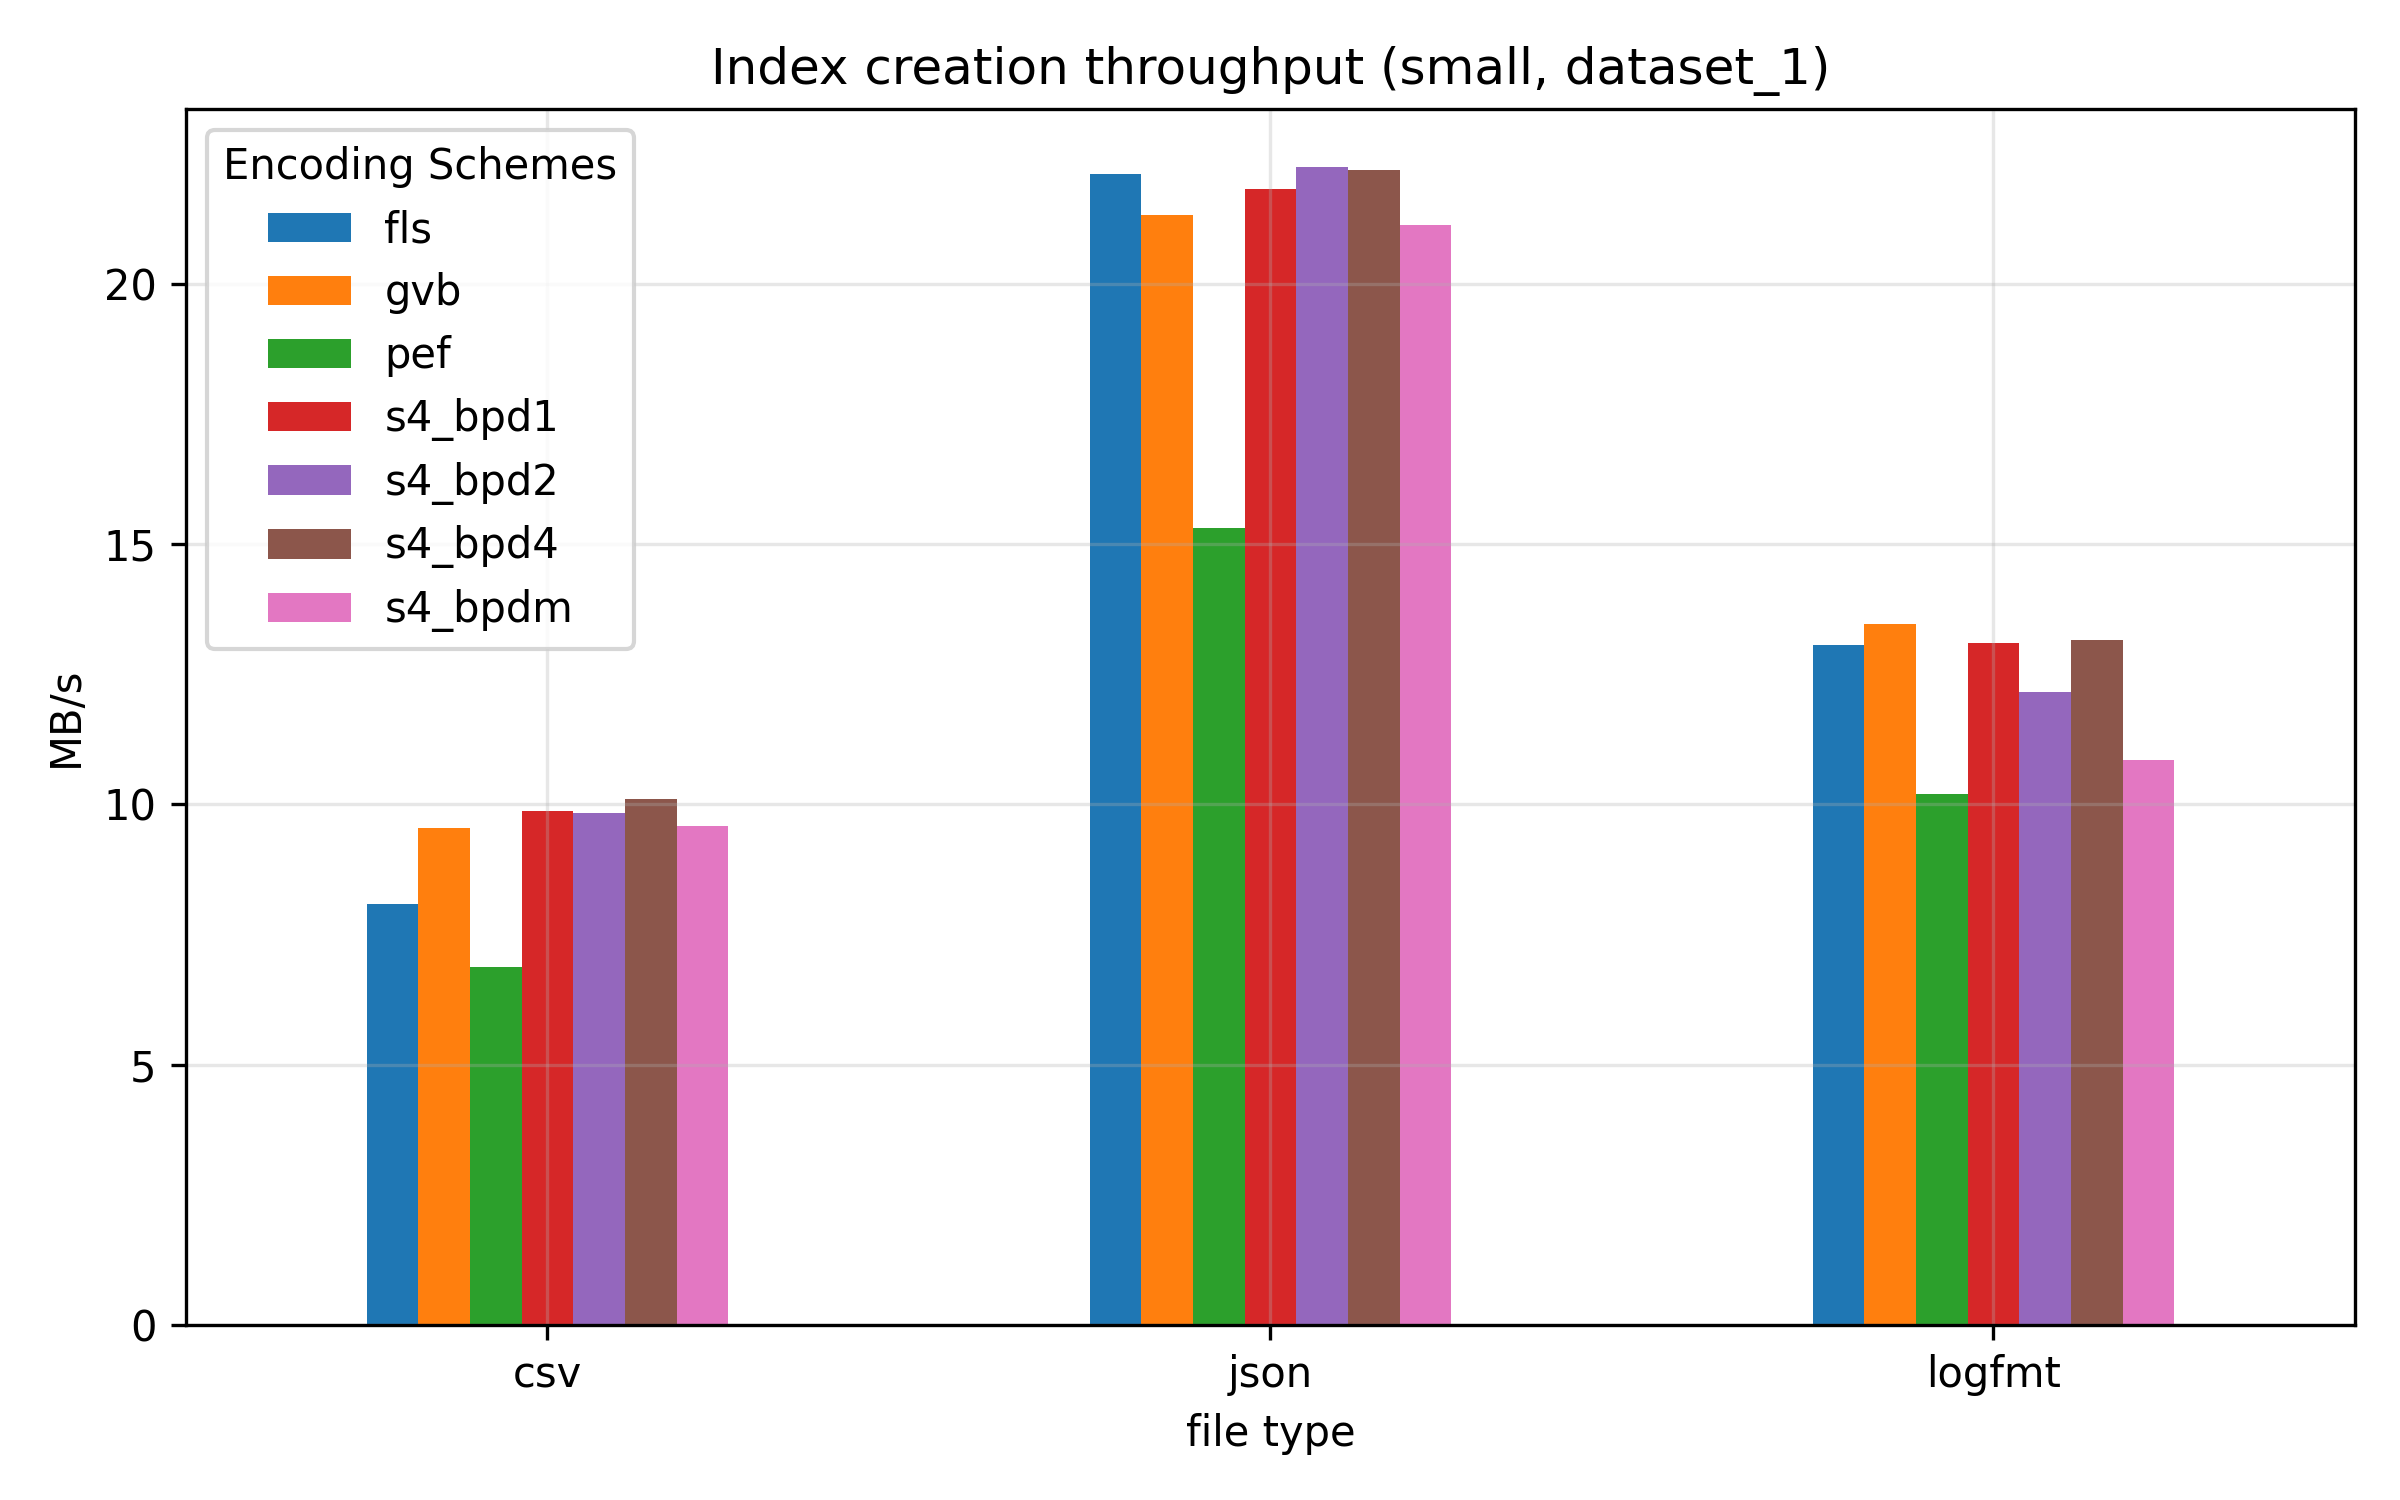 Index creation throughput (small, dataset_1)
Encoding Schemes
fls
gvb
pef
s4_bpd1
s4_bpd2
s4_bpd4
s4_bpdm
MB/s
20
15
10
5
0
csv
json
logfmt
file type